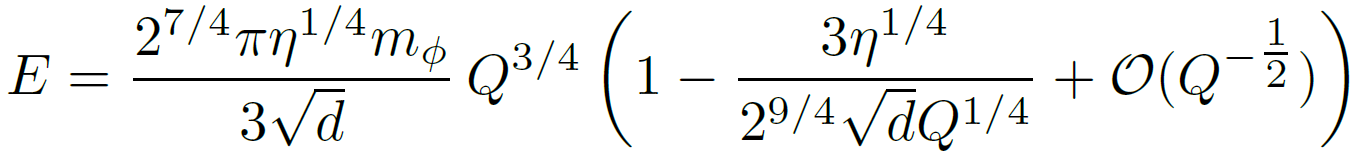 E = \frac{2^{7/4} \pi \eta^{1/4} m_\phi}{3\sqrt{d}} Q^{3/4} \left( 1 - \frac{3\eta^{1/4}}{2^{9/4}\sqrt{d}Q^{1/4}} + \mathcal{O}(Q^{-\frac{1}{2}}) \right)